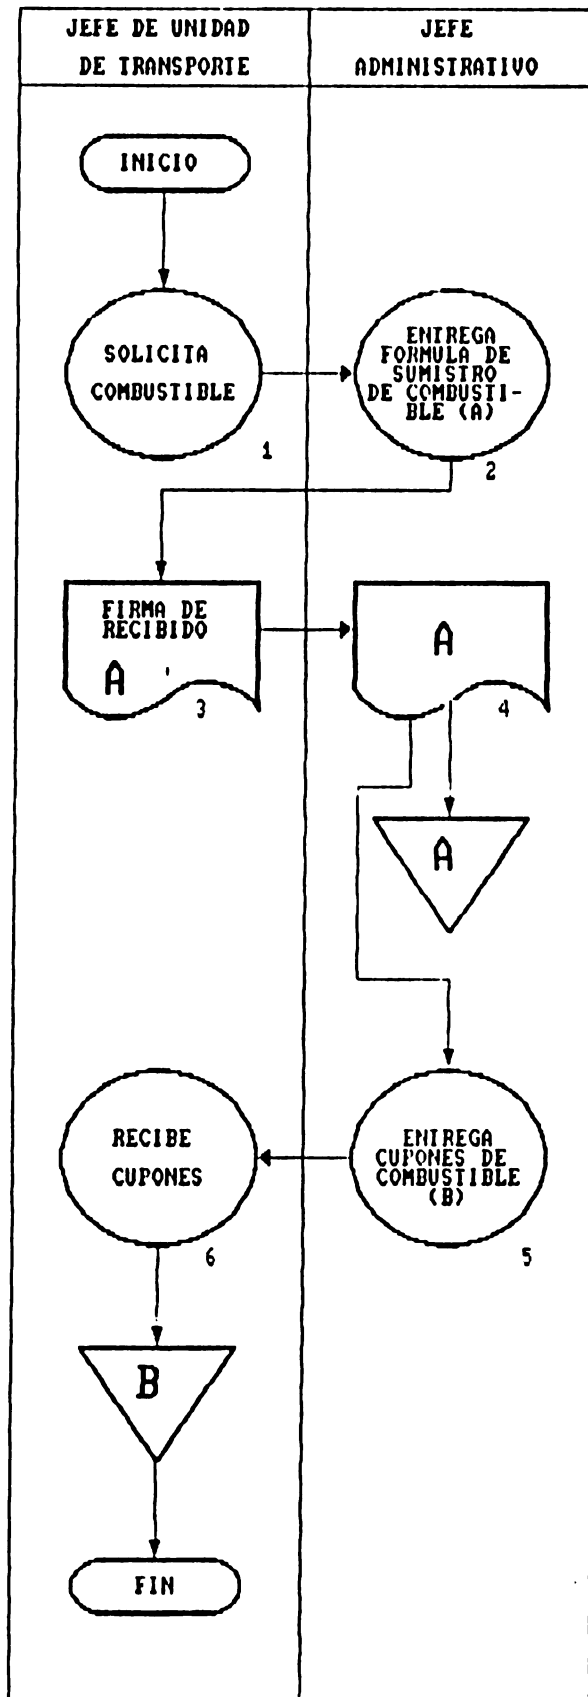 JEFE DE UNIDAD
DE TRANSPORTE
JEFE
ADMINISTRATIVO
INICIO
SOLICITA
COMBUSTIBLE
1
ENTREGA
FORMULA DE
SUMISTRO
DE COMBUSTI-
BLE (A)
2
FIRMA DE
RECIBIDO
A
3
A
4
A
ENTREGA
CUPONES DE
COMBUSTIBLE
(B)
5
RECIBE
CUPONES
6
B
FIN